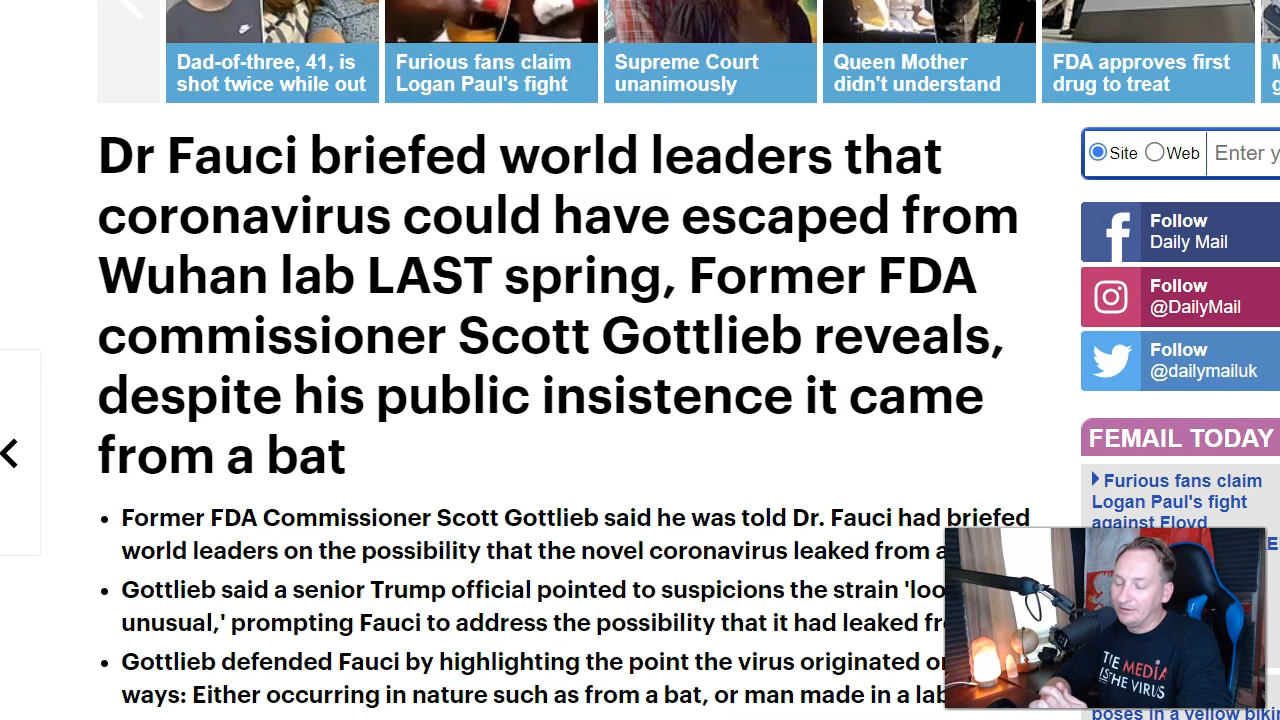 Dad-of-three, 41, is
shot twice while out
Furious fans claim
Logan Paul's fight
Supreme Court
unanimously
Queen Mother
didn't understand
FDA approves first
drug to treat
Dr Fauci briefed world leaders that
coronavirus could have escaped from
Wuhan lab LAST spring, Former FDA
commissioner Scott Gottlieb reveals,
despite his public insistence it came
from a bat
• Former FDA Commissioner Scott Gottlieb said he was told Dr. Fauci had briefed
world leaders on the possibility that the novel coronavirus leaked from a
• Gottlieb said a senior Trump official pointed to suspicions the strain 'loo
unusual,' prompting Fauci to address the possibility that it had leaked fr
• Gottlieb defended Fauci by highlighting the point the virus originated o
ways: Either occurring in nature such as from a bat, or man made in a lab
Site Web Enter y
Follow
Daily Mail
Follow
@DailyMail
Follow
@dailymailuk
FEMAIL TODAY
Furious fans claim
Logan Paul's fight
against Floyd
THE MEDIA
IS THE VIRUS
poses in a yellow biki